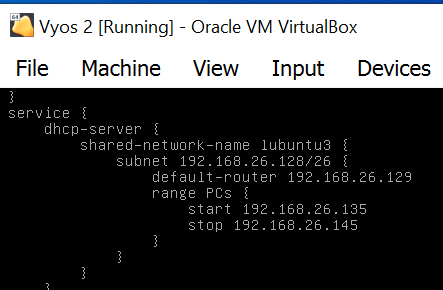 64
Vyos 2 [Running] - Oracle VM VirtualBox
File Machine View Input Devices
}
service {
    dhcp-server {
        shared-network-name lubuntu3 {
            subnet 192.168.26.128/26 {
                default-router 192.168.26.129
                range PCs {
                    start 192.168.26.135
                    stop 192.168.26.145
                }
            }
        }
    }